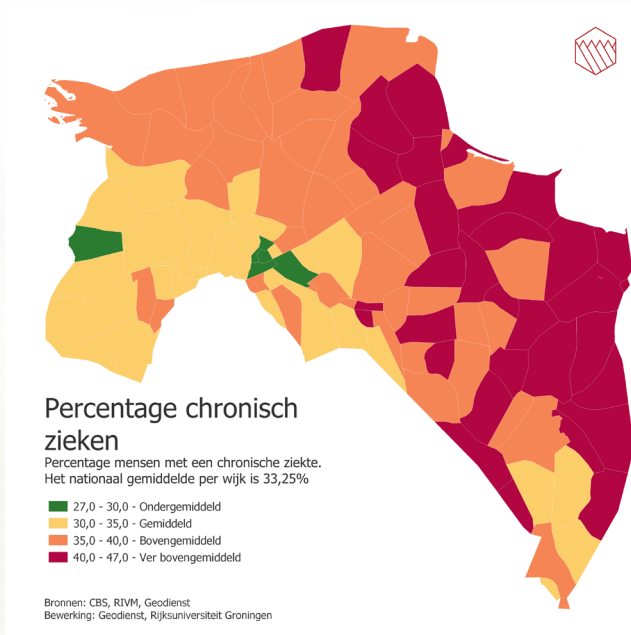 Percentage chronisch
zieken
Percentage mensen met een chronische ziekte.
Het nationaal gemiddelde per wijk is 33,25%
27,0 - 30,0 - Ondergemiddeld
30,0 - 35,0 - Gemiddeld
35,0 - 40,0 - Bovengemiddeld
40,0 - 47,0 - Ver bovengemiddeld
Bronnen: CBS, RIVM, Geodienst
Bewerking: Geodienst, Rijksuniversiteit Groningen